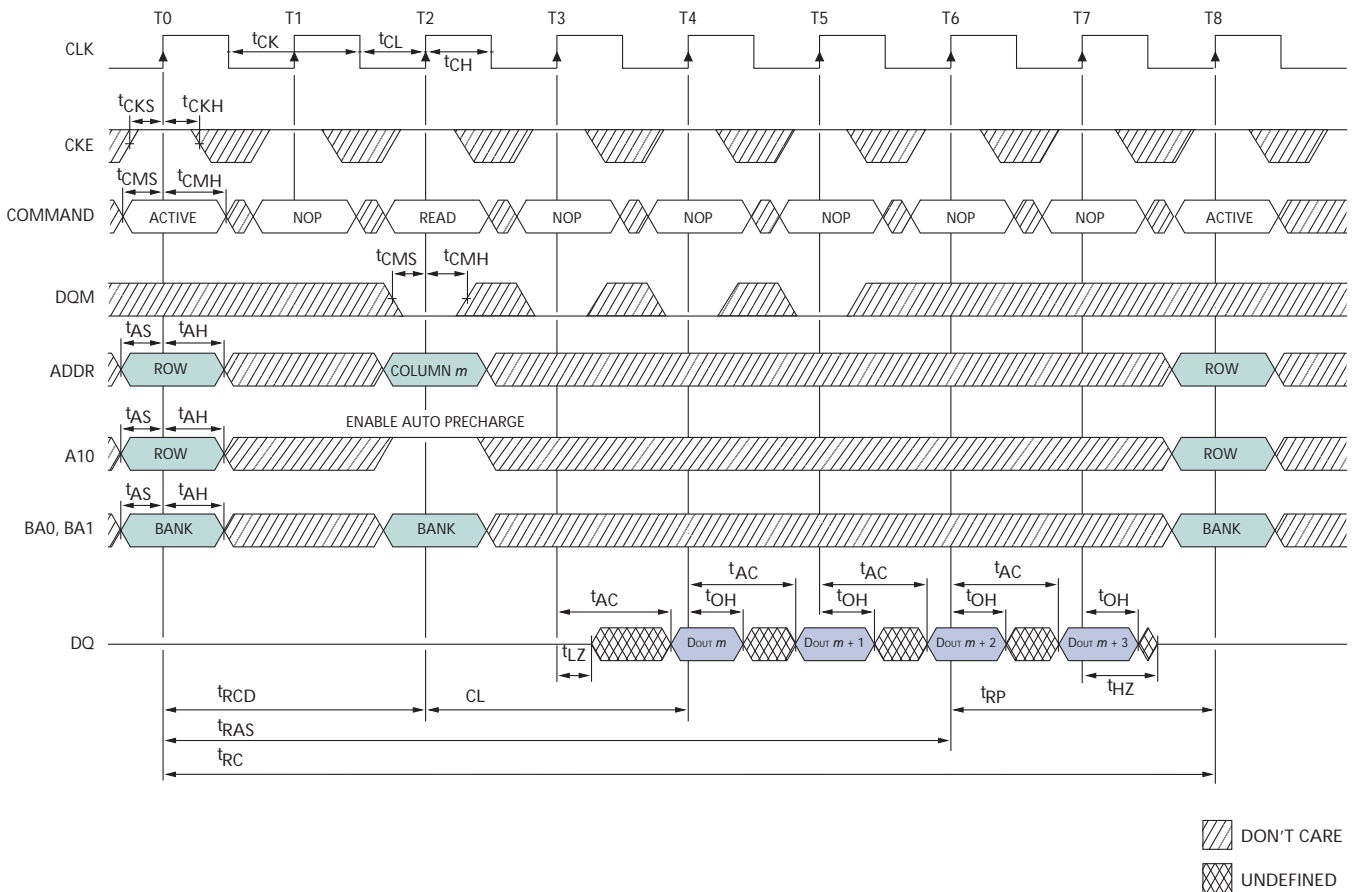 T0 T1 T2 T3 T4 T5 T6 T7 T8
CLK
tCK tCL
tCH
tCKS tCKH
CKE
tCMS tCMH
COMMAND ACTIVE NOP READ NOP NOP NOP NOP NOP ACTIVE
tCMS tCMH
DQM
tAS tAH
ADDR ROW COLUMN m ROW
tAS tAH ENABLE AUTO PRECHARGE
A10 ROW ROW
tAS tAH
BA0, BA1 BANK BANK BANK
tAC tAC tAC
tAC tOH tOH tOH tOH
DQ DOUT m DOUT m + 1 DOUT m + 2 DOUT m + 3
tLZ tHZ
tRCD CL tRP
tRAS
tRC
DON'T CARE
UNDEFINED